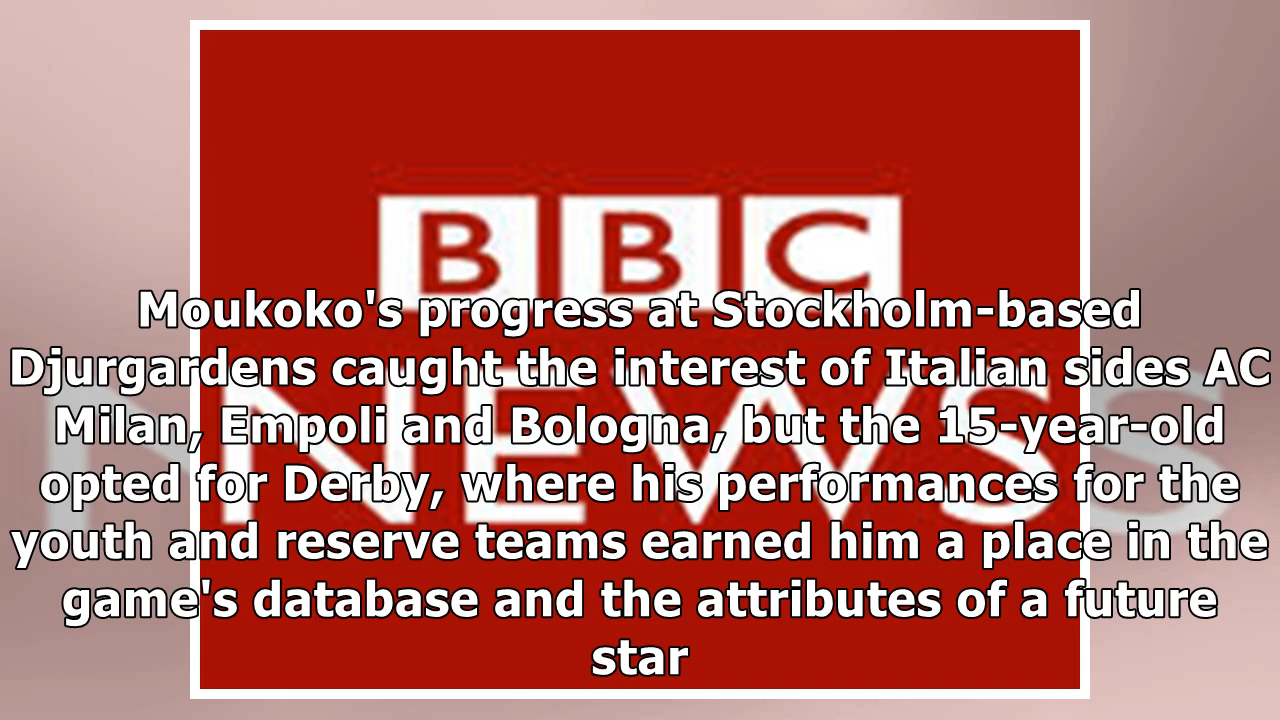 BBC
NEWS
Moukoko's progress at Stockholm-based
Djurgardens caught the interest of Italian sides AC
Milan, Empoli and Bologna, but the 15-year-old
opted for Derby, where his performances for the
youth and reserve teams earned him a place in the
game's database and the attributes of a future
star